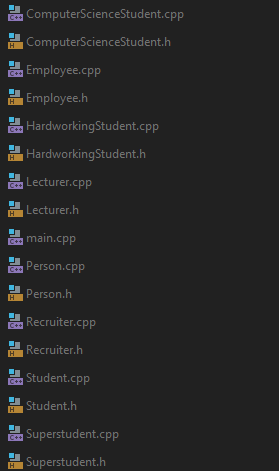 ComputerScienceStudent.cpp
ComputerScienceStudent.h
Employee.cpp
Employee.h
HardworkingStudent.cpp
HardworkingStudent.h
Lecturer.cpp
Lecturer.h
main.cpp
Person.cpp
Person.h
Recruiter.cpp
Recruiter.h
Student.cpp
Student.h
Superstudent.cpp
Superstudent.h